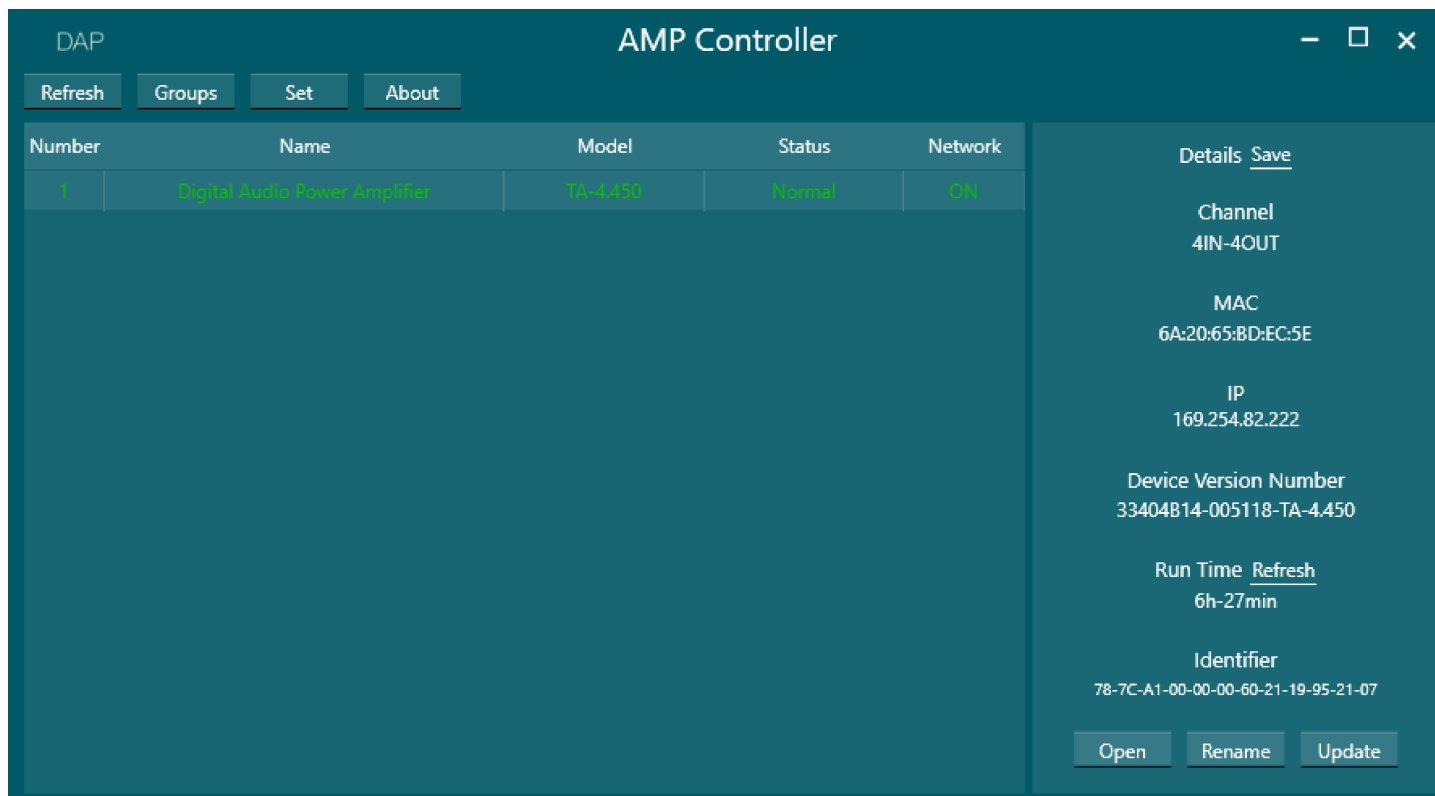 DAP
AMP Controller
Refresh Groups Set About
Number Name Model Status Network
1 Digital Audio Power Amplifier TA-4.450 Normal ON
Details Save
Channel
4IN-4OUT
MAC
6A:20:65:BD:EC:5E
IP
169.254.82.222
Device Version Number
33404B14-005118-TA-4.450
Run Time Refresh
6h-27min
Identifier
78-7C-A1-00-00-00-60-21-19-95-21-07
Open Rename Update